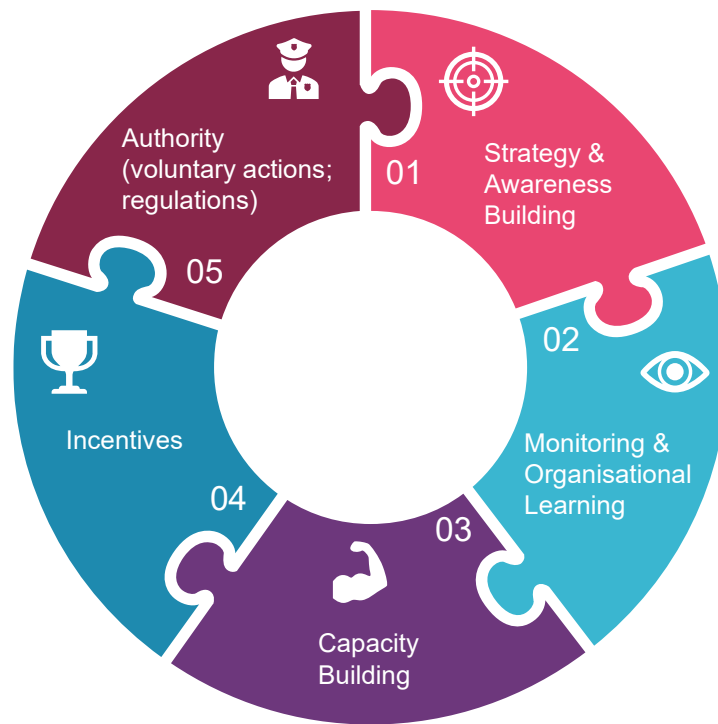 01
Strategy &
Awareness
Building
02
Monitoring &
Organisational
Learning
03
Capacity
Building
04
Incentives
05
Authority
(voluntary actions;
regulations)